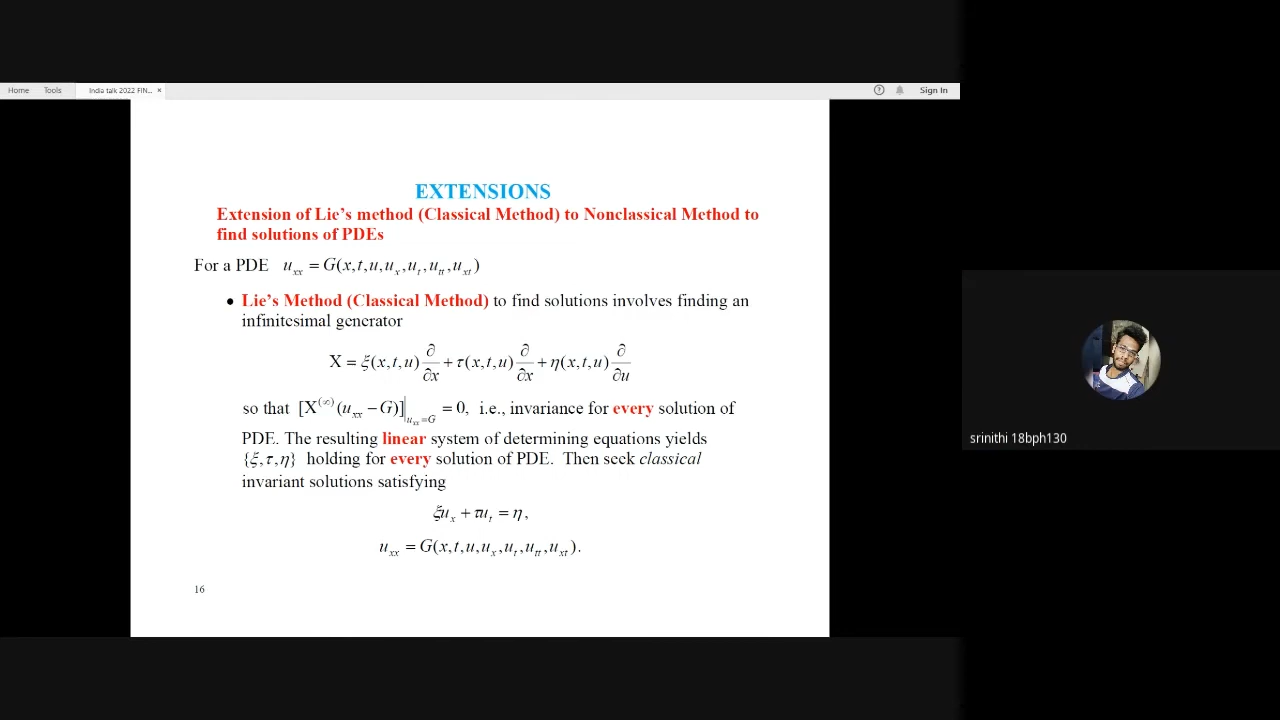 Home Tools India talk 2022 FIN... × Sign In
EXTENSIONS
Extension of Lie's method (Classical Method) to Nonclassical Method to
find solutions of PDEs
For a PDE u_xx = G(x,t,u,u_x,u_t,u_tt,u_xt)
• Lie's Method (Classical Method) to find solutions involves finding an
infinitesimal generator
X = ξ(x,t,u) ∂/∂x + τ(x,t,u) ∂/∂x + η(x,t,u) ∂/∂u
so that [X^(∞)(u_xx − G)]|_{u_xx=G} = 0, i.e., invariance for every solution of
PDE. The resulting linear system of determining equations yields
{ξ,τ,η} holding for every solution of PDE. Then seek classical
invariant solutions satisfying
ξu_x + τu_t = η,
u_xx = G(x,t,u,u_x,u_t,u_tt,u_xt).
16
srinithi 18bph130